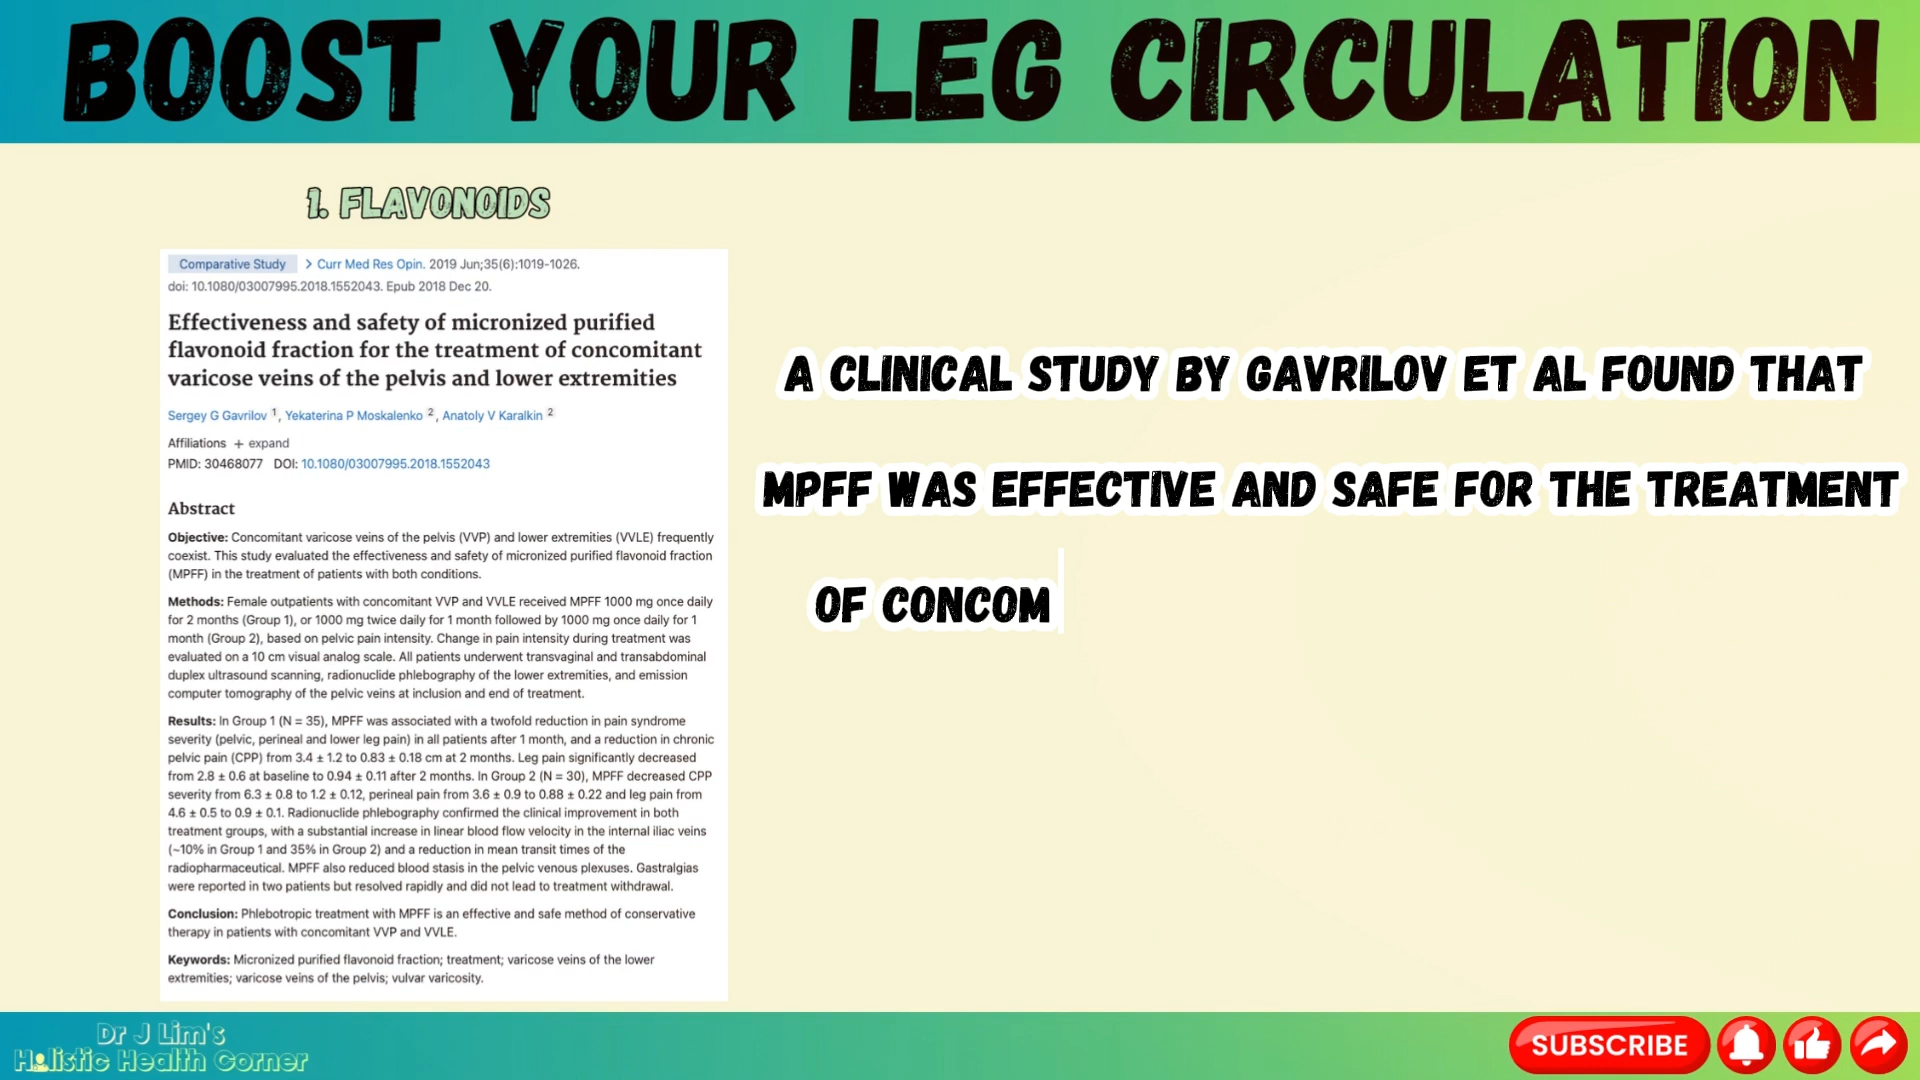 BOOST YOUR LEG CIRCULATION
1. FLAVONOIDS
Comparative Study > Curr Med Res Opin. 2019 Jun;35(6):1019-1026.
doi: 10.1080/03007995.2018.1552043. Epub 2018 Dec 20.
Effectiveness and safety of micronized purified
flavonoid fraction for the treatment of concomitant
varicose veins of the pelvis and lower extremities
Sergey G Gavrilov 1, Yekaterina P Moskalenko 2, Anatoly V Karalkin 2
Affiliations + expand
PMID: 30468077 DOI: 10.1080/03007995.2018.1552043
Abstract
Objective: Concomitant varicose veins of the pelvis (VVP) and lower extremities (VVLE) frequently
coexist. This study evaluated the effectiveness and safety of micronized purified flavonoid fraction
(MPFF) in the treatment of patients with both conditions.
Methods: Female outpatients with concomitant VVP and VVLE received MPFF 1000 mg once daily
for 2 months (Group 1), or 1000 mg twice daily for 1 month followed by 1000 mg once daily for 1
month (Group 2), based on pelvic pain intensity. Change in pain intensity during treatment was
evaluated on a 10 cm visual analog scale. All patients underwent transvaginal and transabdominal
duplex ultrasound scanning, radionuclide phlebography of the lower extremities, and emission
computer tomography of the pelvic veins at inclusion and end of treatment.
Results: In Group 1 (N = 35), MPFF was associated with a twofold reduction in pain syndrome
severity (pelvic, perineal and lower leg pain) in all patients after 1 month, and a reduction in chronic
pelvic pain (CPP) from 3.4 ± 1.2 to 0.83 ± 0.18 cm at 2 months. Leg pain significantly decreased
from 2.8 ± 0.6 at baseline to 0.94 ± 0.11 after 2 months. In Group 2 (N = 30), MPFF decreased CPP
severity from 6.3 ± 0.8 to 1.2 ± 0.12, perineal pain from 3.6 ± 0.9 to 0.88 ± 0.22 and leg pain from
4.6 ± 0.5 to 0.9 ± 0.1. Radionuclide phlebography confirmed the clinical improvement in both
treatment groups, with a substantial increase in linear blood flow velocity in the internal iliac veins
(~10% in Group 1 and 35% in Group 2) and a reduction in mean transit times of the
radiopharmaceutical. MPFF also reduced blood stasis in the pelvic venous plexuses. Gastralgias
were reported in two patients but resolved rapidly and did not lead to treatment withdrawal.
Conclusion: Phlebotropic treatment with MPFF is an effective and safe method of conservative
therapy in patients with concomitant VVP and VVLE.
Keywords: Micronized purified flavonoid fraction; treatment; varicose veins of the lower
extremities; varicose veins of the pelvis; vulvar varicosity.
A CLINICAL STUDY BY GAVRILOV ET AL FOUND THAT
MPFF WAS EFFECTIVE AND SAFE FOR THE TREATMENT
OF CONCOM
Dr J Lim's
Holistic Health Corner
SUBSCRIBE